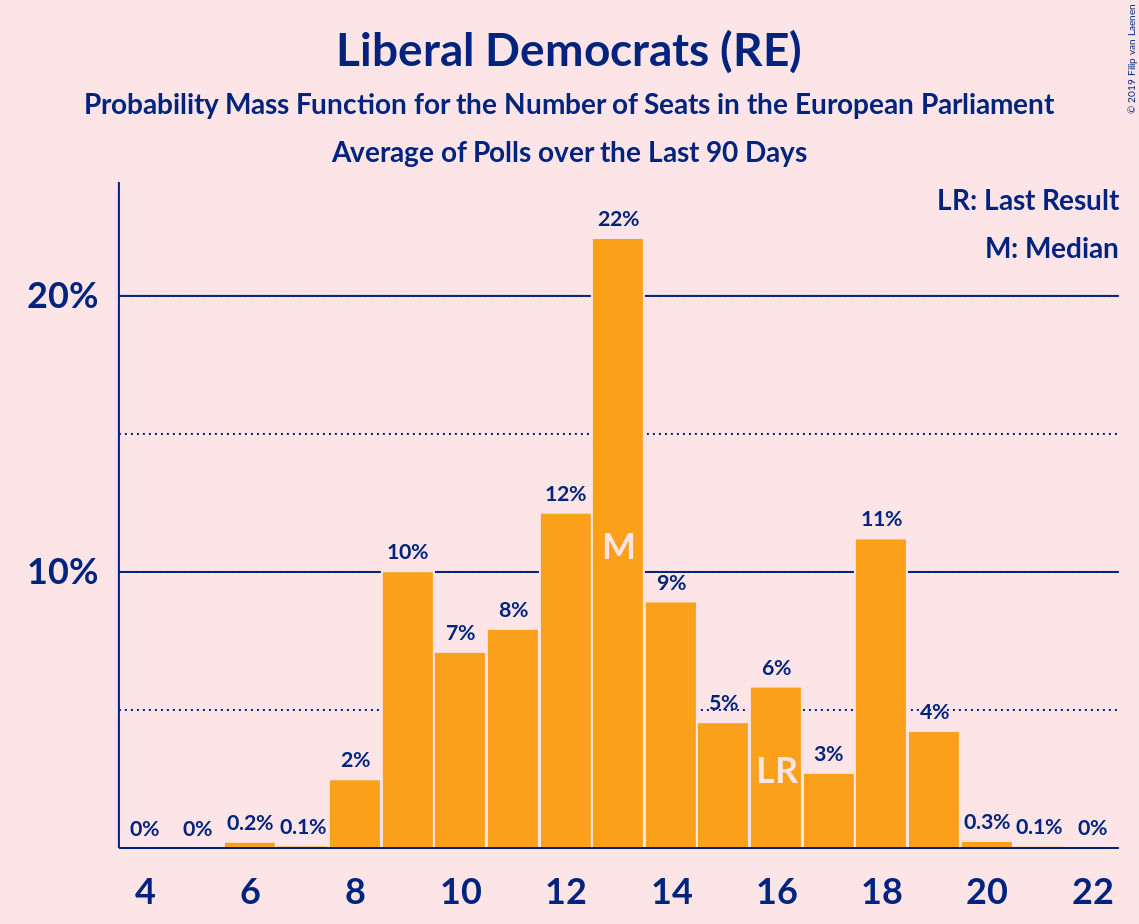 Liberal Democrats (RE)
Probability Mass Function for the Number of Seats in the European Parliament
Average of Polls over the Last 90 Days
© 2019 Filip van Laenen
LR: Last Result
M: Median
20%
10%
0%
0%
0.2%
0.1%
2%
10%
7%
8%
12%
22%
9%
5%
6%
3%
11%
4%
0.3%
0.1%
0%
M
LR
4 6 8 10 12 14 16 18 20 22